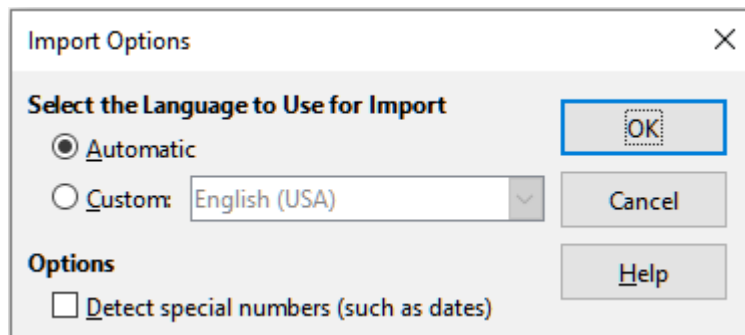 Import Options
Select the Language to Use for Import
OK
Automatic
Custom: English (USA)
Cancel
Options
Help
Detect special numbers (such as dates)